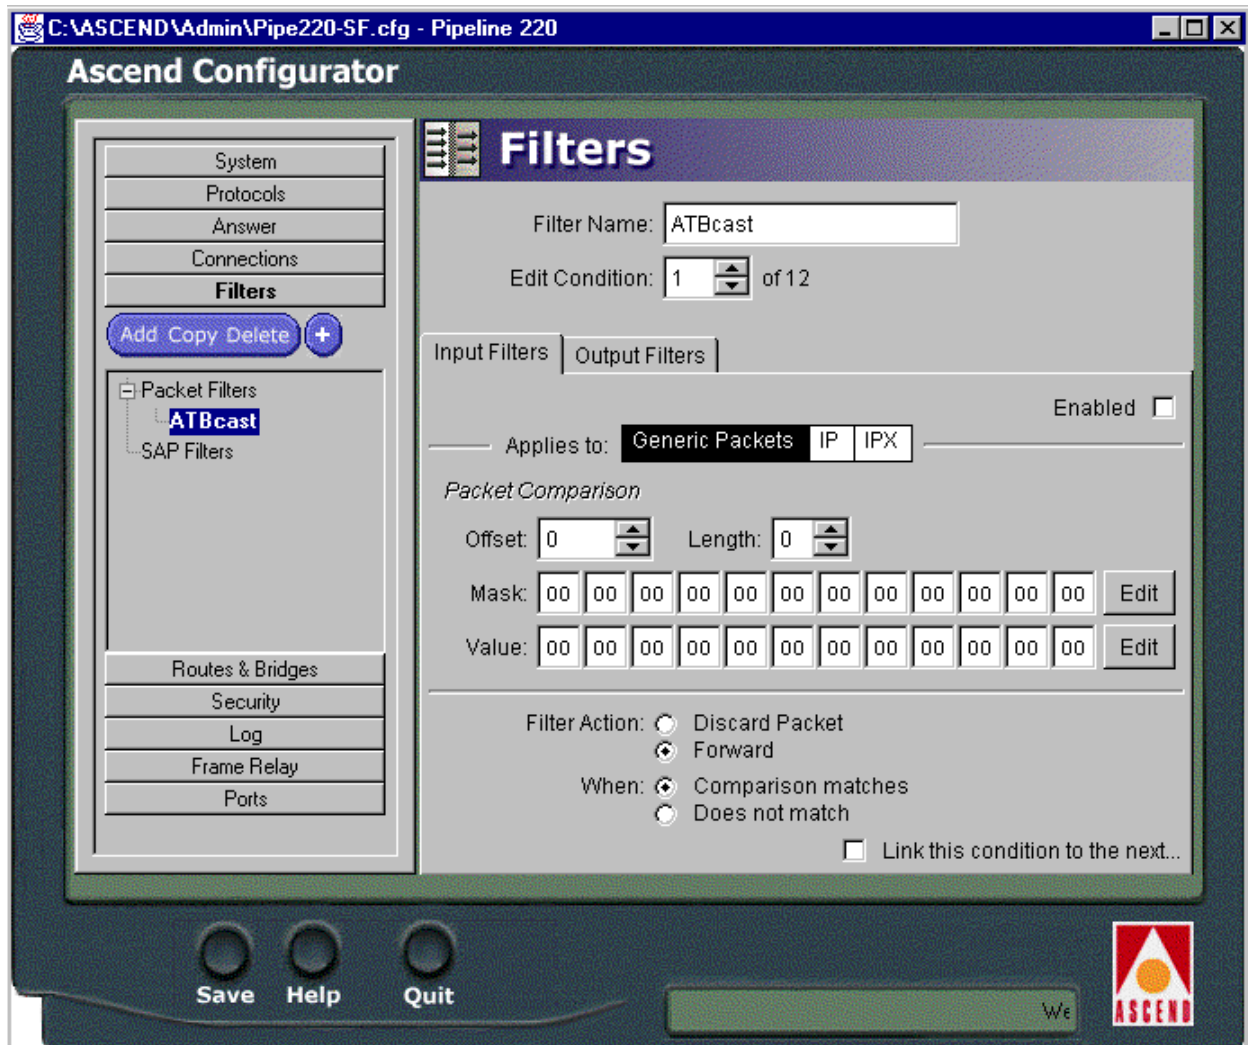 C:\ASCEND\Admin\Pipe220-SF.cfg - Pipeline 220
Ascend Configurator
System
Protocols
Answer
Connections
Filters
Add Copy Delete +
Packet Filters
ATBcast
SAP Filters
Routes & Bridges
Security
Log
Frame Relay
Ports
Filters
Filter Name: ATBcast
Edit Condition: 1 of 12
Input Filters Output Filters
Enabled
Applies to: Generic Packets IP IPX
Packet Comparison
Offset: 0 Length: 0
Mask: 00 00 00 00 00 00 00 00 00 00 00 00 Edit
Value: 00 00 00 00 00 00 00 00 00 00 00 00 Edit
Filter Action: Discard Packet
Forward
When: Comparison matches
Does not match
Link this condition to the next...
Save Help Quit
We
ASCEND